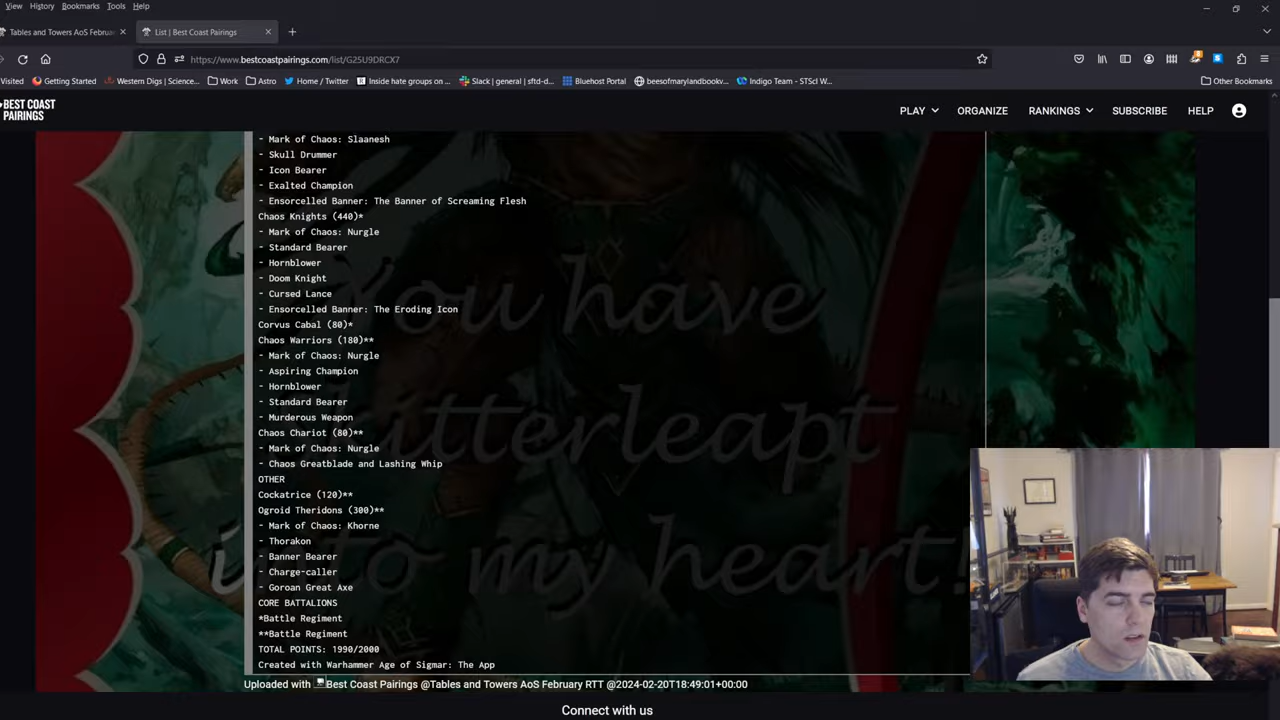 View History Bookmarks Tools Help
Tables and Towers AoS Februa
List | Best Coast Pairings
https://www.bestcoastpairings.com/list/G25U9DRCX7
Visited Getting Started Western Digs | Science... Work Astro Home / Twitter Inside hate groups on ... Slack | general | sftd-d... Bluehost Portal beesofmarylandbookv... Indigo Team - STScI W... Other Bookmarks
BEST COAST
PAIRINGS
PLAY ORGANIZE RANKINGS SUBSCRIBE HELP
- Mark of Chaos: Slaanesh
- Skull Drummer
- Icon Bearer
- Exalted Champion
- Ensorcelled Banner: The Banner of Screaming Flesh
Chaos Knights (440)*
- Mark of Chaos: Nurgle
- Standard Bearer
- Hornblower
- Doom Knight
- Cursed Lance
- Ensorcelled Banner: The Eroding Icon
Corvus Cabal (80)*
Chaos Warriors (180)**
- Mark of Chaos: Nurgle
- Aspiring Champion
- Hornblower
- Standard Bearer
- Murderous Weapon
Chaos Chariot (80)**
- Mark of Chaos: Nurgle
- Chaos Greatblade and Lashing Whip
OTHER
Cockatrice (120)**
Ogroid Theridons (300)**
- Mark of Chaos: Khorne
- Thorakon
- Banner Bearer
- Charge-caller
- Goroan Great Axe
CORE BATTALIONS
*Battle Regiment
**Battle Regiment
TOTAL POINTS: 1990/2000
Created with Warhammer Age of Sigmar: The App
You have
itterleapt
to my heart!
Uploaded with Best Coast Pairings @Tables and Towers AoS February RTT @2024-02-20T18:49:01+00:00
Connect with us